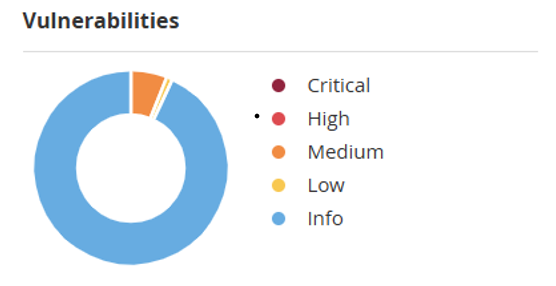 Vulnerabilities
Critical
High
Medium
Low
Info